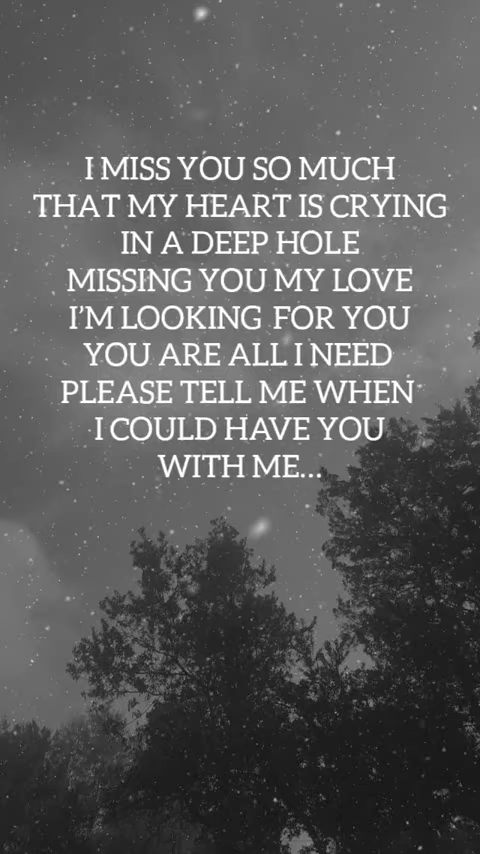 I MISS YOU SO MUCH
THAT MY HEART IS CRYING
IN A DEEP HOLE
MISSING YOU MY LOVE
I’M LOOKING FOR YOU
YOU ARE ALL I NEED
PLEASE TELL ME WHEN
I COULD HAVE YOU
WITH ME...